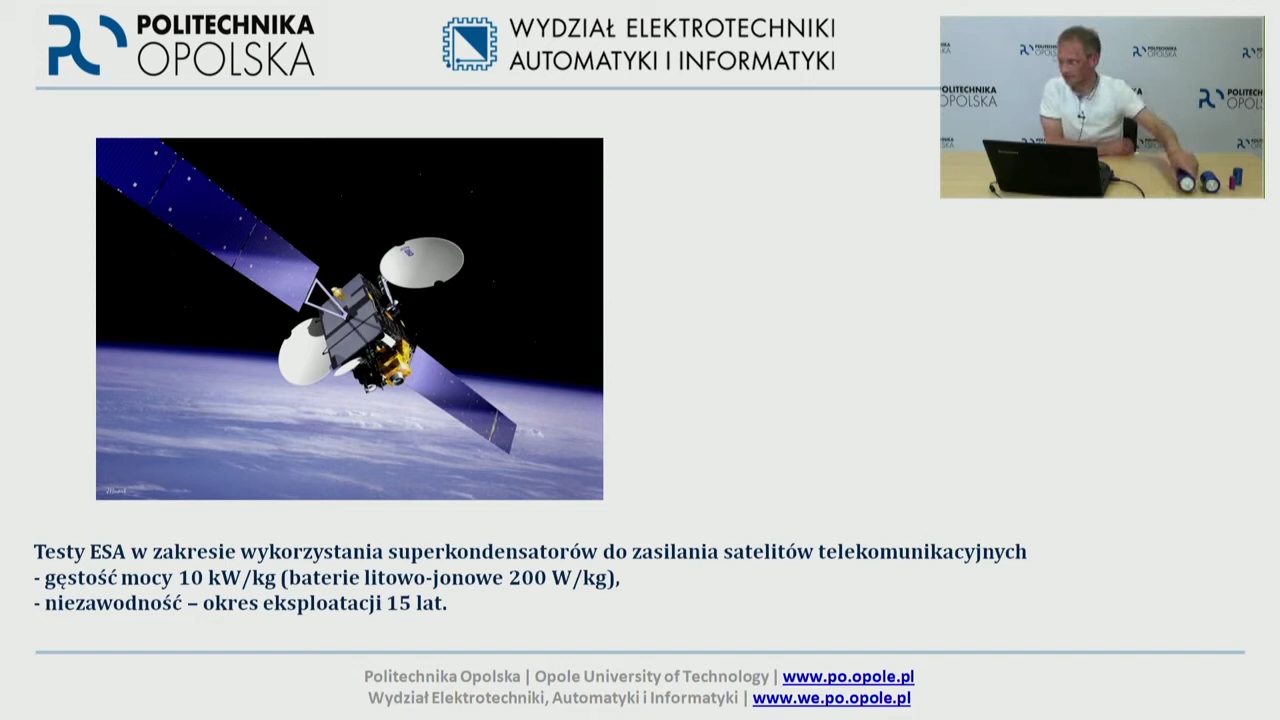 POLITECHNIKA
OPOLSKA
WYDZIAŁ ELEKTROTECHNIKI
AUTOMATYKI I INFORMATYKI
Testy ESA w zakresie wykorzystania superkondensatorów do zasilania satelitów telekomunikacyjnych
- gęstość mocy 10 kW/kg (baterie litowo-jonowe 200 W/kg),
- niezawodność – okres eksploatacji 15 lat.
Politechnika Opolska | Opole University of Technology | www.po.opole.pl
Wydział Elektrotechniki, Automatyki i Informatyki | www.we.po.opole.pl